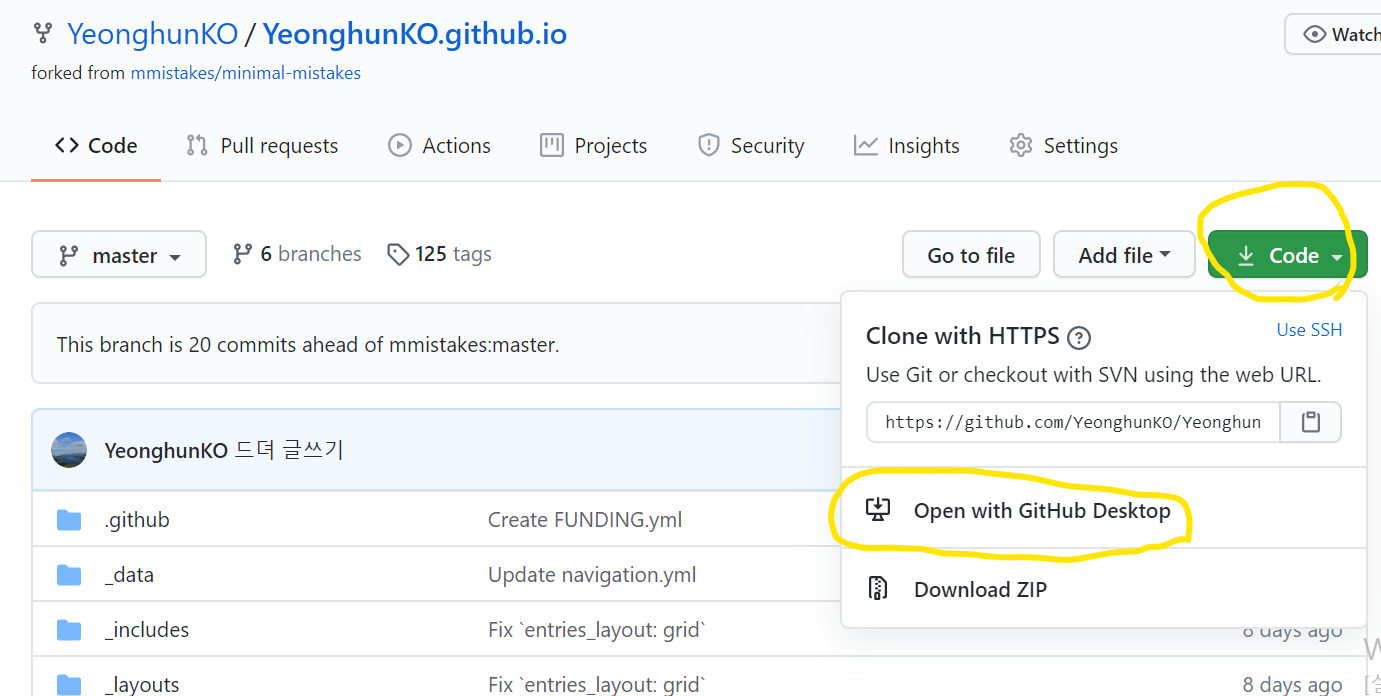 YeonghunKO / YeonghunKO.github.io
Watch
forked from mmistakes/minimal-mistakes
Code Pull requests Actions Projects Security Insights Settings
master 6 branches 125 tags Go to file Add file Code
This branch is 20 commits ahead of mmistakes:master.
Clone with HTTPS ? Use SSH
Use Git or checkout with SVN using the web URL.
https://github.com/YeonghunKO/Yeonghun
Open with GitHub Desktop
Download ZIP
YeonghunKO 드뎌 글쓰기
.github Create FUNDING.yml
_data Update navigation.yml
_includes Fix `entries_layout: grid` 8 days ago
_layouts Fix `entries_layout: grid` 8 days ago